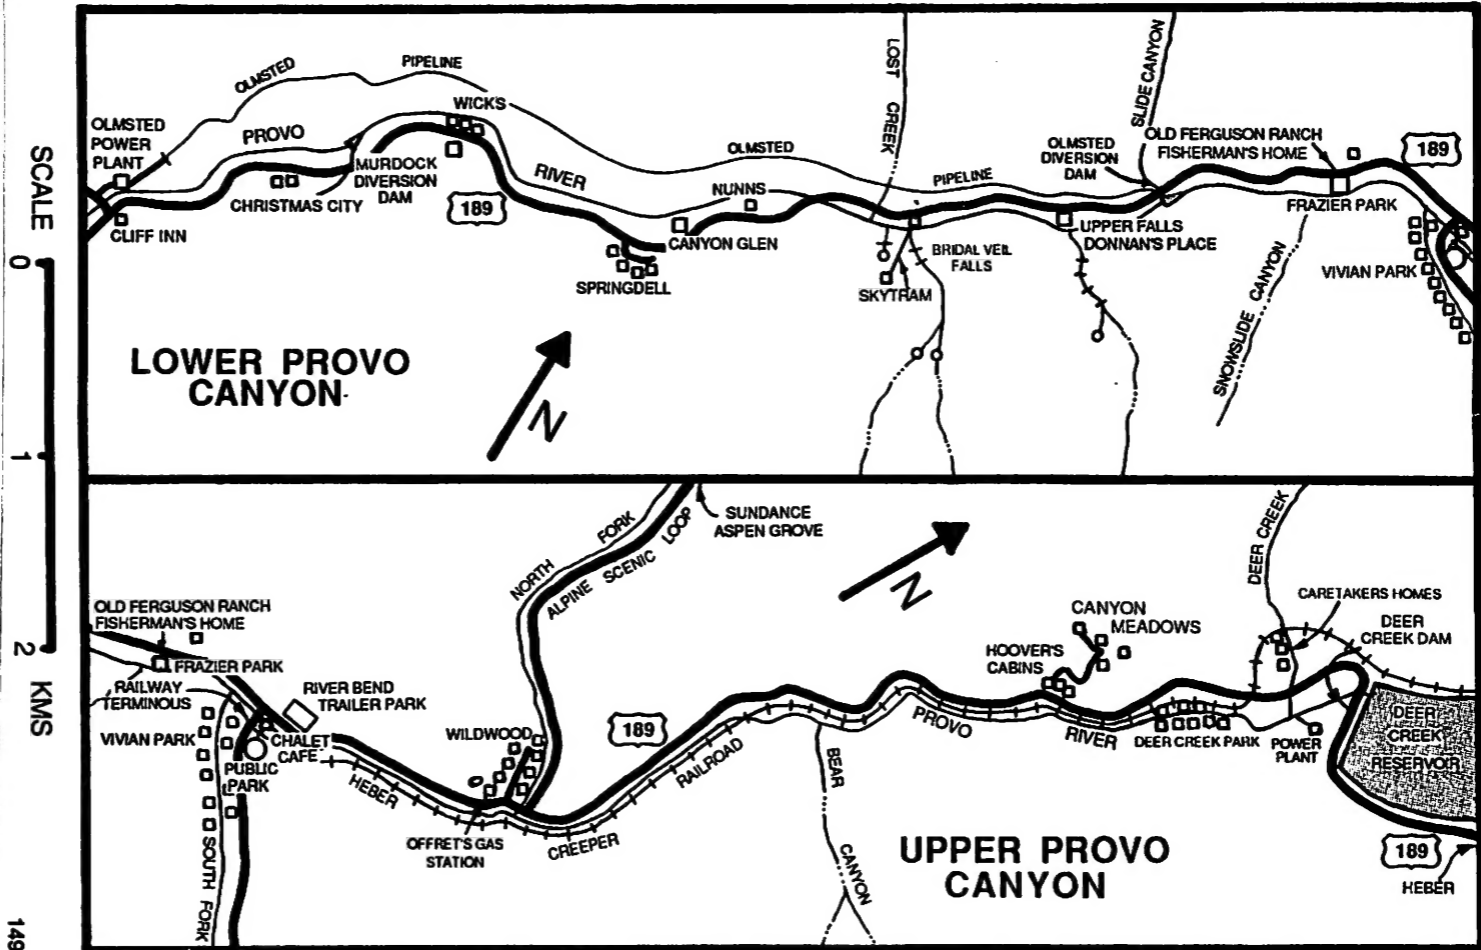 SCALE
0
1
2
KMS
149
OLMSTED
PIPELINE
OLMSTED
POWER
PLANT
PROVO
WICK'S
MURDOCK
DIVERSION
DAM
CHRISTMAS CITY
CLIFF INN
189
RIVER
SPRINGDELL
CANYON GLEN
NUNNS
OLMSTED
PIPELINE
LOST CREEK
SKYTRAM
BRIDAL VEIL
FALLS
OLMSTED
DIVERSION
DAM
SLIDE CANYON
UPPER FALLS
DONNAN'S PLACE
OLD FERGUSON RANCH
FISHERMAN'S HOME
189
FRAZIER PARK
SNOWSLIDE CANYON
VIVIAN PARK
LOWER PROVO
CANYON
N
OLD FERGUSON RANCH
FISHERMAN'S HOME
FRAZIER PARK
RAILWAY
TERMINOUS
RIVER BEND
TRAILER PARK
VIVIAN PARK
CHALET
CAFE
PUBLIC
PARK
SOUTH FORK
HEBER
WILDWOOD
OFFRET'S GAS
STATION
CREEPER
RAILROAD
189
NORTH FORK
ALPINE SCENIC LOOP
SUNDANCE
ASPEN GROVE
N
BEAR CANYON
PROVO
RIVER
HOOVER'S
CABINS
CANYON
MEADOWS
DEER CREEK
CARETAKERS HOMES
DEER
CREEK DAM
DEER CREEK PARK
POWER
PLANT
DEER
CREEK
RESERVOIR
189
HEBER
UPPER PROVO
CANYON